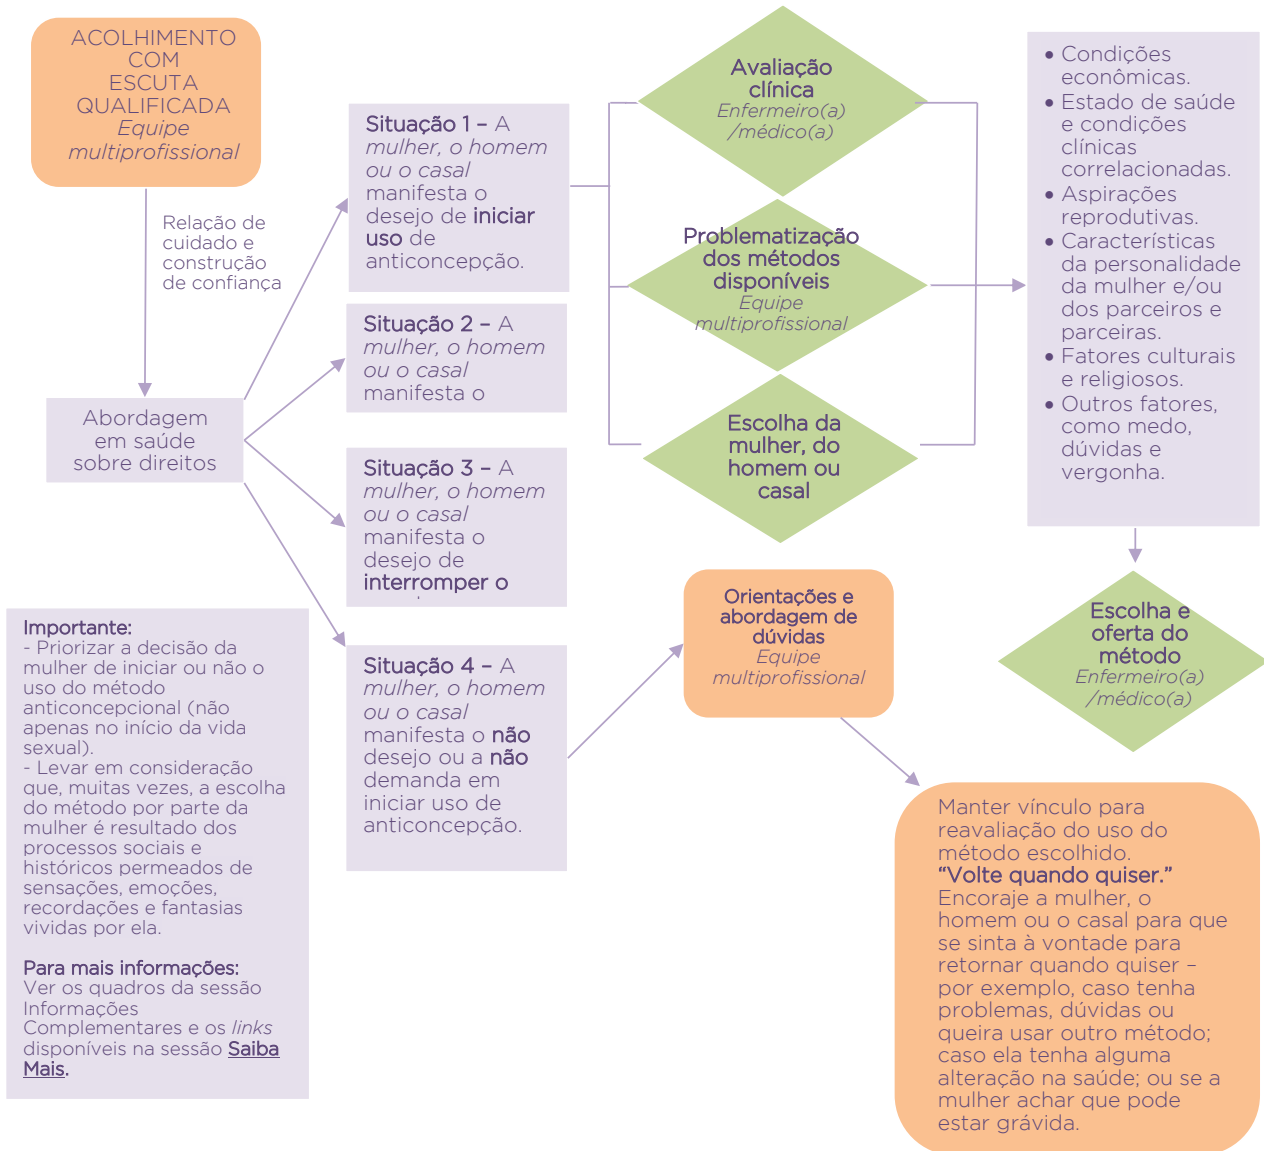 ACOLHIMENTO
COM
ESCUTA
QUALIFICADA
Equipe
multiprofissional
Relação de
cuidado e
construção
de confiança
Abordagem
em saúde
sobre direitos
Situação 1 – A
mulher, o homem
ou o casal
manifesta o
desejo de iniciar
uso de
anticoncepção.
Situação 2 – A
mulher, o homem
ou o casal
manifesta o
Situação 3 – A
mulher, o homem
ou o casal
manifesta o
desejo de
interromper o
Situação 4 – A
mulher, o homem
ou o casal
manifesta o não
desejo ou a não
demanda em
iniciar uso de
anticoncepção.
Avaliação
clínica
Enfermeiro(a)
/médico(a)
Problematização
dos métodos
disponíveis
Equipe
multiprofissional
Escolha da
mulher, do
homem ou
casal
• Condições
econômicas.
• Estado de saúde
e condições
clínicas
correlacionadas.
• Aspirações
reprodutivas.
• Características
da personalidade
da mulher e/ou
dos parceiros e
parceiras.
• Fatores culturais
e religiosos.
• Outros fatores,
como medo,
dúvidas e
vergonha.
Escolha e
oferta do
método
Enfermeiro(a)
/médico(a)
Orientações e
abordagem de
dúvidas
Equipe
multiprofissional
Manter vínculo para
reavaliação do uso do
método escolhido.
“Volte quando quiser.”
Encoraje a mulher, o
homem ou o casal para que
se sinta à vontade para
retornar quando quiser –
por exemplo, caso tenha
problemas, dúvidas ou
queira usar outro método;
caso ela tenha alguma
alteração na saúde; ou se a
mulher achar que pode
estar grávida.
Importante:
- Priorizar a decisão da
mulher de iniciar ou não o
uso do método
anticoncepcional (não
apenas no início da vida
sexual).
- Levar em consideração
que, muitas vezes, a escolha
do método por parte da
mulher é resultado dos
processos sociais e
históricos permeados de
sensações, emoções,
recordações e fantasias
vividas por ela.
Para mais informações:
Ver os quadros da sessão
Informações
Complementares e os links
disponíveis na sessão Saiba
Mais.